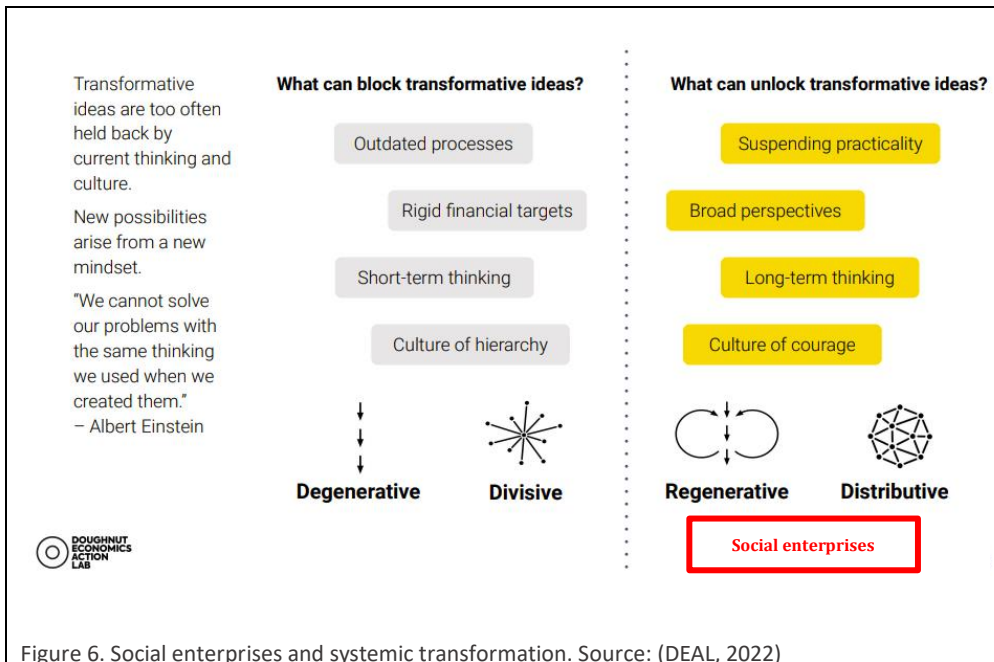 Transformative
ideas are too often
held back by
current thinking and
culture.
New possibilities
arise from a new
mindset.
"We cannot solve
our problems with
the same thinking
we used when we
created them."
– Albert Einstein
What can block transformative ideas?
Outdated processes
Rigid financial targets
Short-term thinking
Culture of hierarchy
Degenerative
Divisive
What can unlock transformative ideas?
Suspending practicality
Broad perspectives
Long-term thinking
Culture of courage
Regenerative
Distributive
Social enterprises
DOUGHNUT
ECONOMICS
ACTION
LAB
Figure 6. Social enterprises and systemic transformation. Source: (DEAL, 2022)